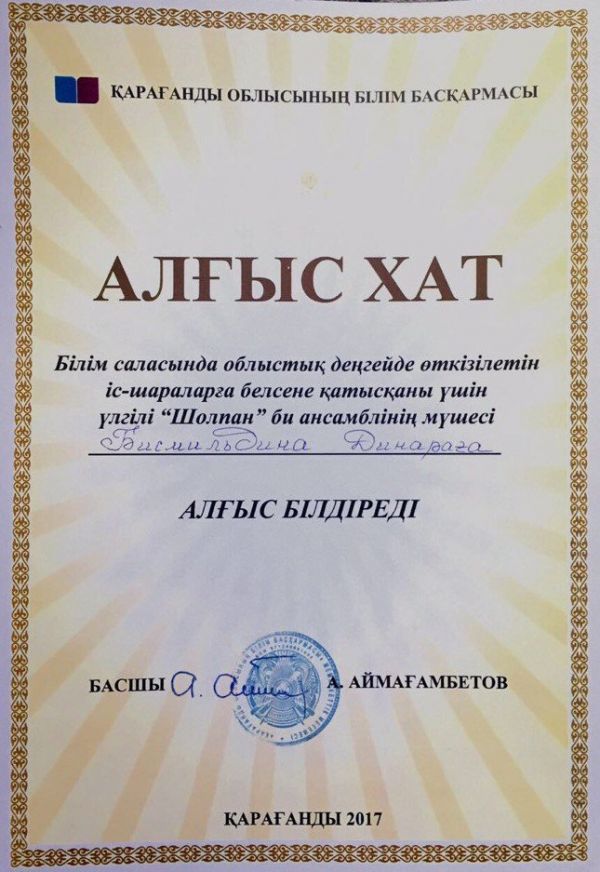 ҚАРАҒАНДЫ ОБЛЫСЫНЫҢ БІЛІМ БАСҚАРМАСЫ
АЛҒЫС ХАТ
Білім саласында облыстық деңгейде өткізілетін
іс-шараларға белсене қатысқаны үшін
үлгілі “Шолпан” би ансамблінің мүшесі
Бисмильдина Динараға
АЛҒЫС БІЛДІРЕДІ
БАСШЫ А. АЙМАҒАМБЕТОВ
ҚАРАҒАНДЫ 2017